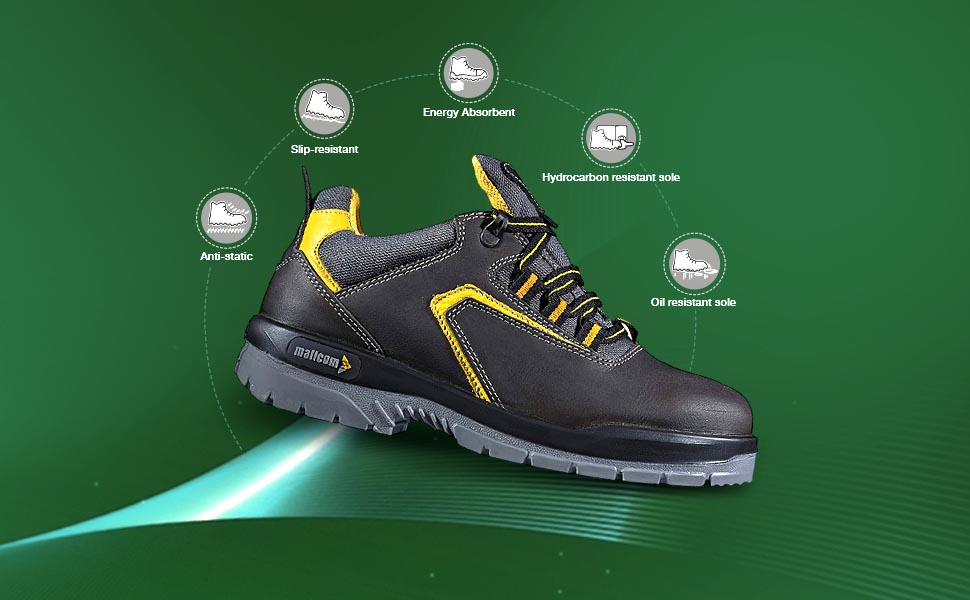 Energy Absorbent
Slip-resistant
Hydrocarbon resistant sole
Anti-static
Oil resistant sole
mallcom